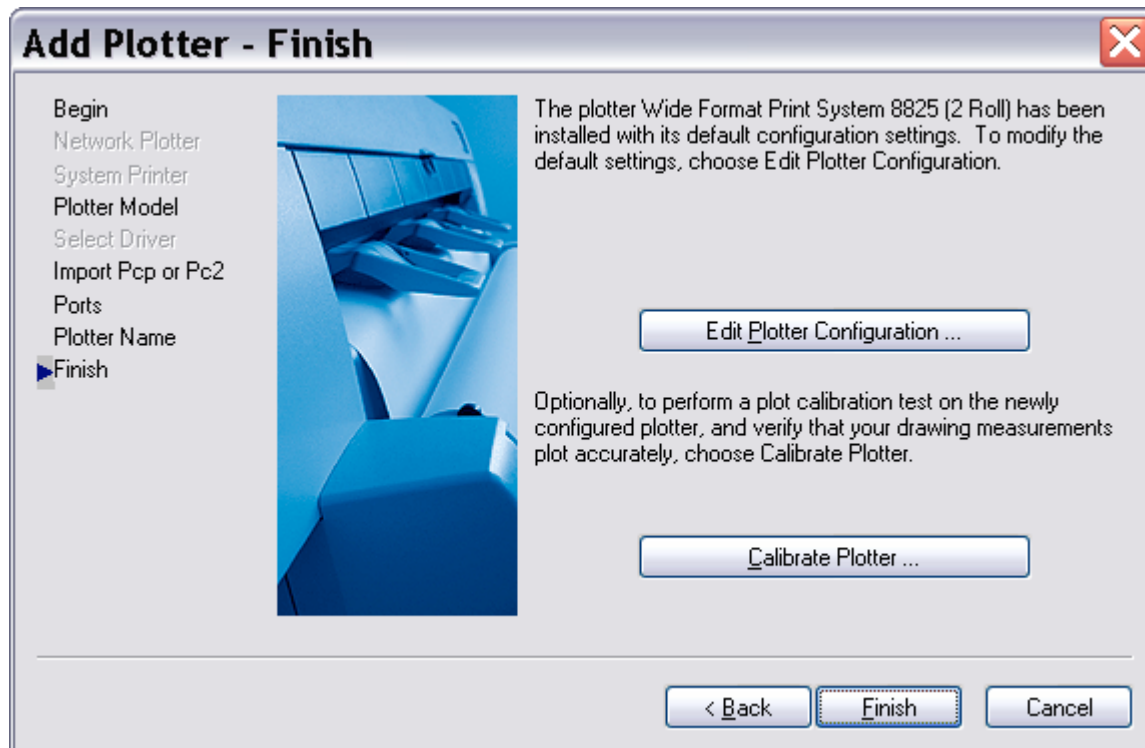 Add Plotter - Finish
Begin
Network Plotter
System Printer
Plotter Model
Select Driver
Import Pcp or Pc2
Ports
Plotter Name
Finish
The plotter Wide Format Print System 8825 (2 Roll) has been
installed with its default configuration settings.  To modify the
default settings, choose Edit Plotter Configuration.
Edit Plotter Configuration ...
Optionally, to perform a plot calibration test on the newly
configured plotter, and verify that your drawing measurements
plot accurately, choose Calibrate Plotter.
Calibrate Plotter ...
< Back
Finish
Cancel